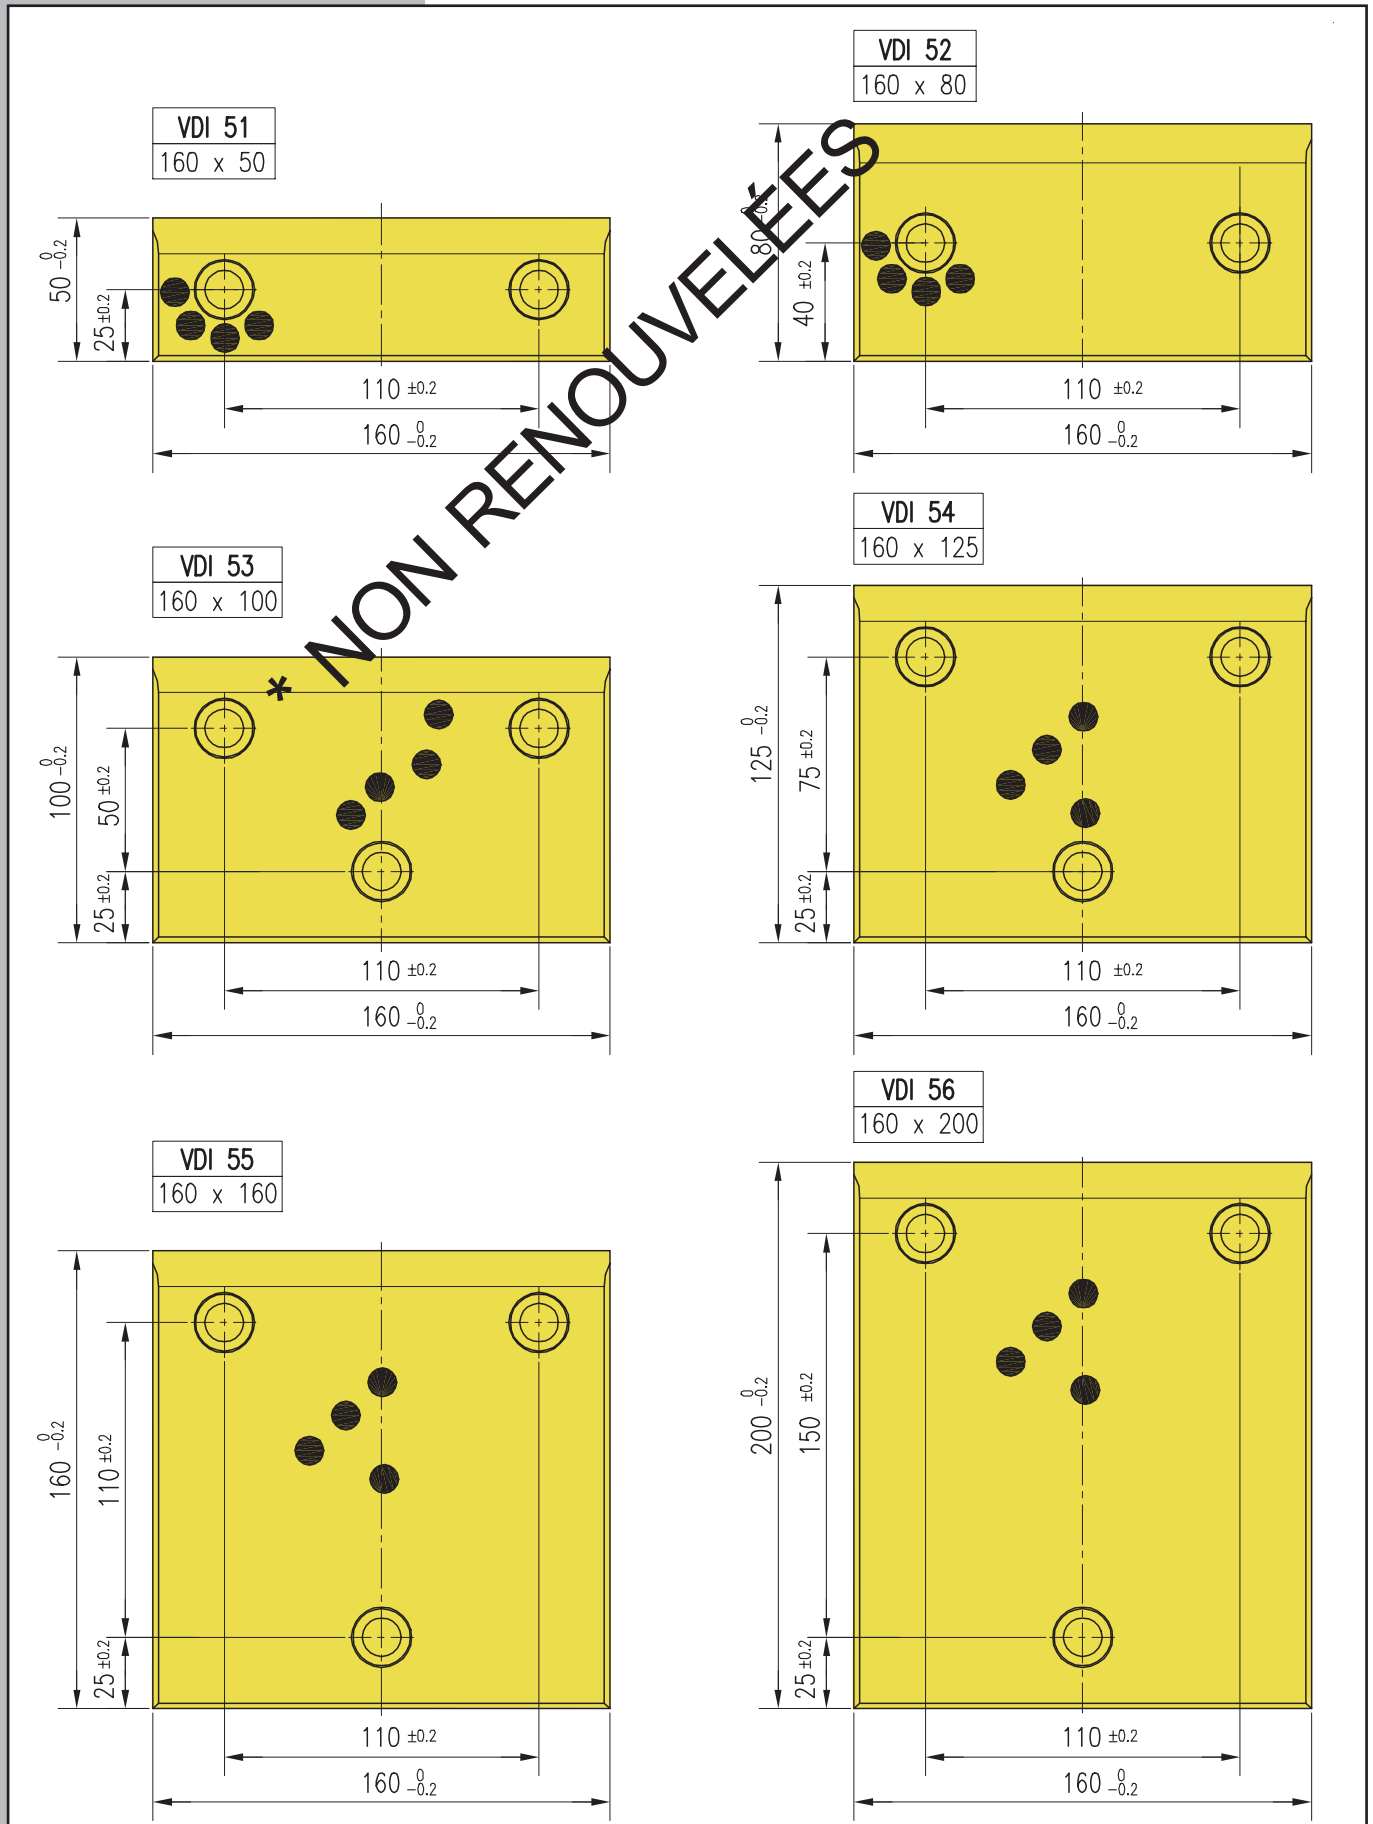 VDI 51
160 x 50
50 0 -0.2
25 ±0.2
110 ±0.2
160 0 -0.2
VDI 52
160 x 80
80 0 -0.2
40 ±0.2
110 ±0.2
160 0 -0.2
* NON RENOUVELÉES
VDI 53
160 x 100
100 0 -0.2
50 ±0.2
25 ±0.2
110 ±0.2
160 0 -0.2
VDI 54
160 x 125
125 0 -0.2
75 ±0.2
25 ±0.2
110 ±0.2
160 0 -0.2
VDI 55
160 x 160
160 0 -0.2
110 ±0.2
25 ±0.2
110 ±0.2
160 0 -0.2
VDI 56
160 x 200
200 0 -0.2
150 ±0.2
25 ±0.2
110 ±0.2
160 0 -0.2